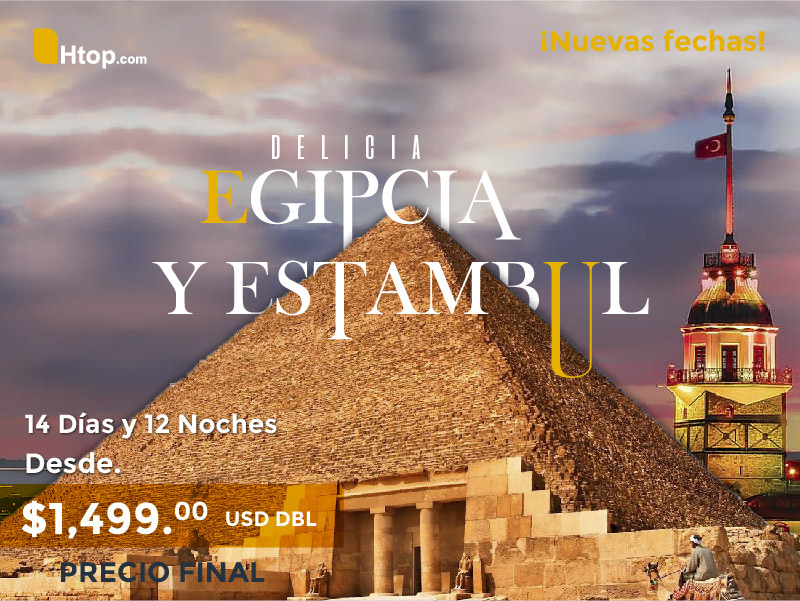 Htop.com
¡Nuevas fechas!
DELICIA
EGIPCIA
Y ESTAMBUL
14 Días y 12 Noches
Desde.
$1,499.00 USD DBL
PRECIO FINAL